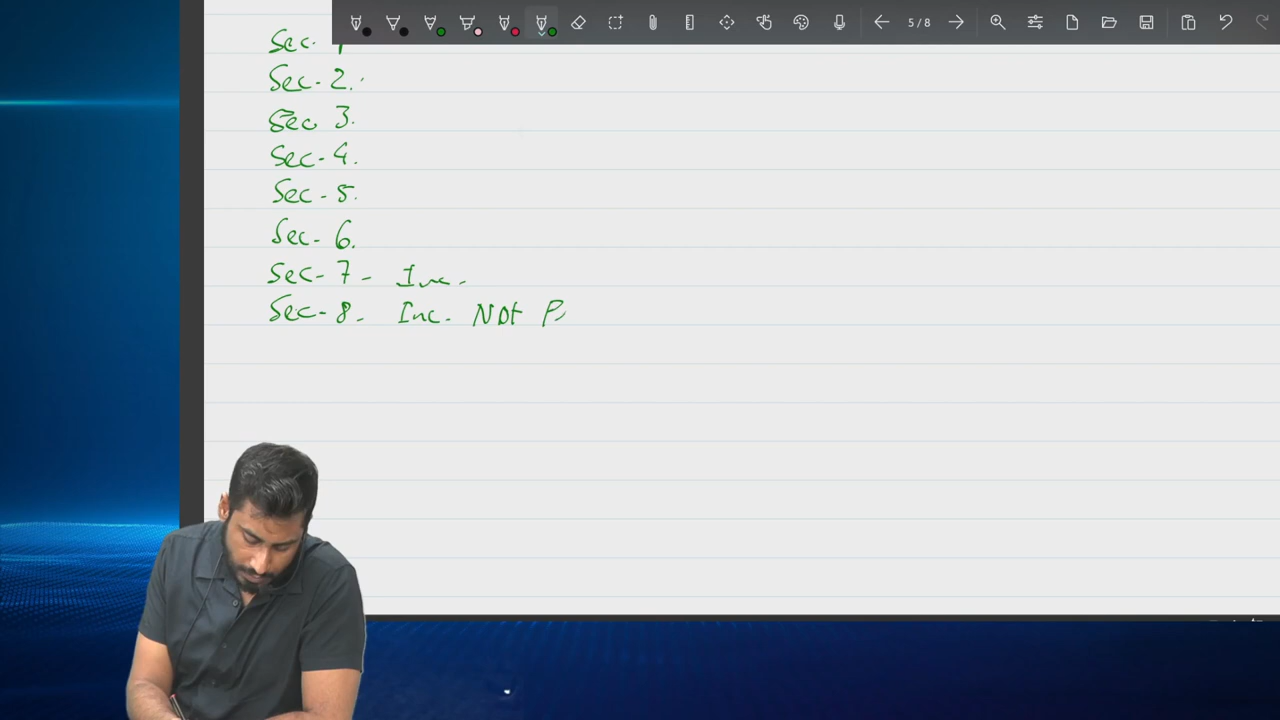 5/8
Sec- 1
Sec- 2.
Sec 3.
Sec- 4.
Sec- 5.
Sec- 6.
Sec- 7 - Inc.
Sec- 8 - Inc. NOt P